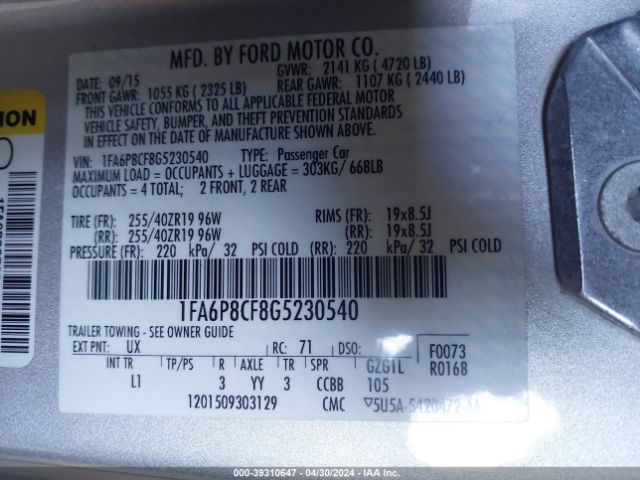 MFD. BY FORD MOTOR CO.
DATE: 09/15 GVWR: 2141 KG ( 4720 LB)
FRONT GAWR: 1055 KG ( 2325 LB) REAR GAWR: 1107 KG ( 2440 LB)
THIS VEHICLE CONFORMS TO ALL APPLICABLE FEDERAL MOTOR
VEHICLE SAFETY, BUMPER, AND THEFT PREVENTION STANDARDS
IN EFFECT ON THE DATE OF MANUFACTURE SHOWN ABOVE.
VIN: 1FA6P8CF8G5230540 TYPE: Passenger Car
MAXIMUM LOAD = OCCUPANTS + LUGGAGE = 303KG/ 668LB
OCCUPANTS = 4 TOTAL; 2 FRONT, 2 REAR
TIRE (FR): 255/40ZR19 96W RIMS (FR): 19x8.5J
(RR): 255/40ZR19 96W (RR): 19x8.5J
PRESSURE (FR): 220 kPa/ 32 PSI COLD (RR): 220 kPa/ 32 PSI COLD
1FA6P8CF8G5230540
TRAILER TOWING - SEE OWNER GUIDE
EXT PNT: UX RC: 71 DSO: F0073
R0168
INT TR TP/PS R AXLE TR SPR GZGTL
L1 3 YY 3 CCBB 105
1201509303129 CMC ▽5U5A-5420472-AA
COPART-39310647 - 04/30/2024 - IAA Inc.